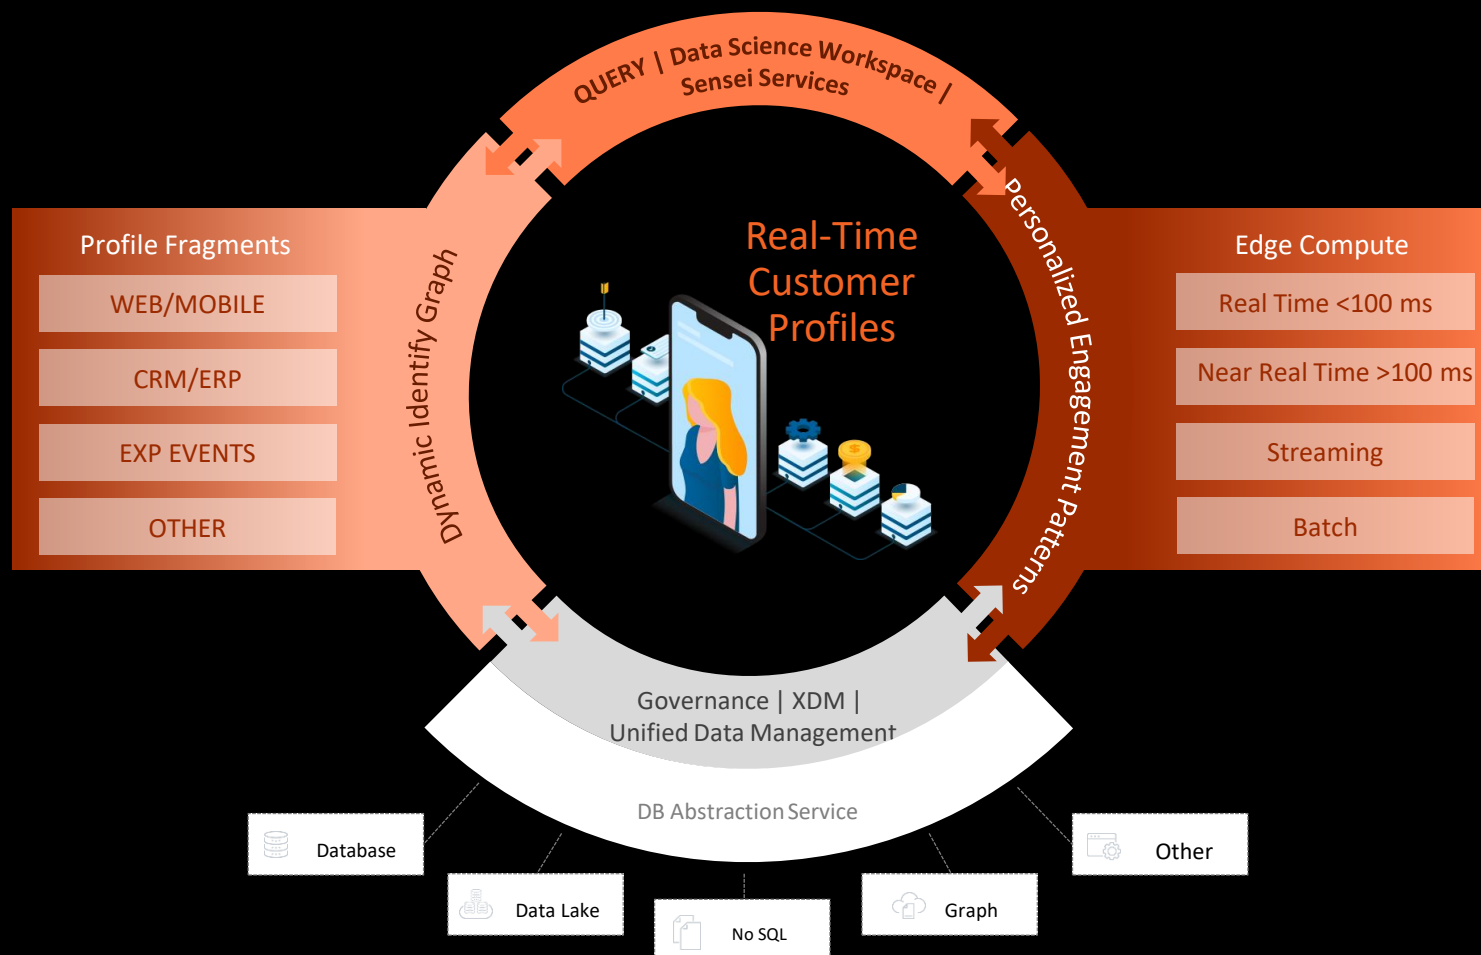 QUERY | Data Science Workspace |
Sensei Services
Profile Fragments
WEB/MOBILE
CRM/ERP
EXP EVENTS
OTHER
Dynamic Identify Graph
Real-Time
Customer
Profiles
Personalized Engagement Patterns
Edge Compute
Real Time <100 ms
Near Real Time >100 ms
Streaming
Batch
Governance | XDM |
Unified Data Management
DB Abstraction Service
Database
Data Lake
No SQL
Graph
Other